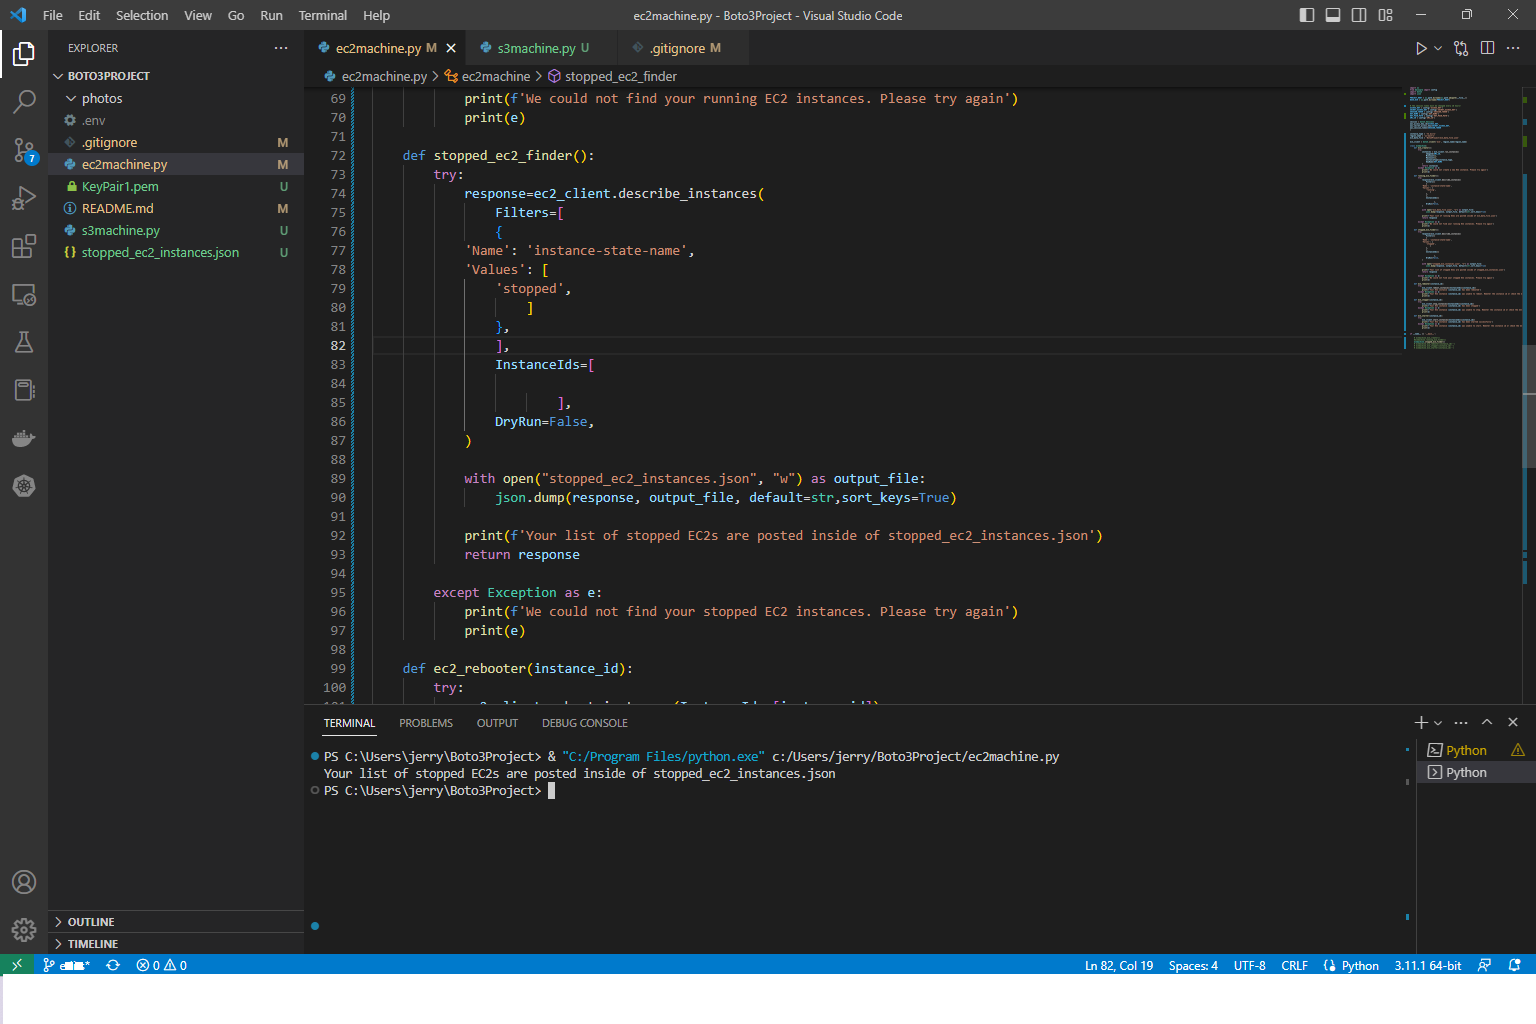 File Edit Selection View Go Run Terminal Help
ec2machine.py - Boto3Project - Visual Studio Code
EXPLORER
BOTO3PROJECT
photos
.env
.gitignore M
ec2machine.py M
KeyPair1.pem U
README.md M
s3machine.py U
stopped_ec2_instances.json U
OUTLINE
TIMELINE
7
ec2machine.py M
s3machine.py U
.gitignore M
ec2machine.py > ec2machine > stopped_ec2_finder
69 print(f'We could not find your running EC2 instances. Please try again')
70 print(e)
71
72 def stopped_ec2_finder():
73 try:
74 response=ec2_client.describe_instances(
75 Filters=[
76 {
77 'Name': 'instance-state-name',
78 'Values': [
79 'stopped',
80 ]
81 },
82 ],
83 InstanceIds=[
84
85 ],
86 DryRun=False,
87 )
88
89 with open("stopped_ec2_instances.json", "w") as output_file:
90 json.dump(response, output_file, default=str,sort_keys=True)
91
92 print(f'Your list of stopped EC2s are posted inside of stopped_ec2_instances.json')
93 return response
94
95 except Exception as e:
96 print(f'We could not find your stopped EC2 instances. Please try again')
97 print(e)
98
99 def ec2_rebooter(instance_id):
100 try:
TERMINAL PROBLEMS OUTPUT DEBUG CONSOLE
PS C:\Users\jerry\Boto3Project> & "C:/Program Files/python.exe" c:/Users/jerry/Boto3Project/ec2machine.py
Your list of stopped EC2s are posted inside of stopped_ec2_instances.json
PS C:\Users\jerry\Boto3Project>
Python
Python
0 0
Ln 82, Col 19 Spaces: 4 UTF-8 CRLF Python 3.11.1 64-bit